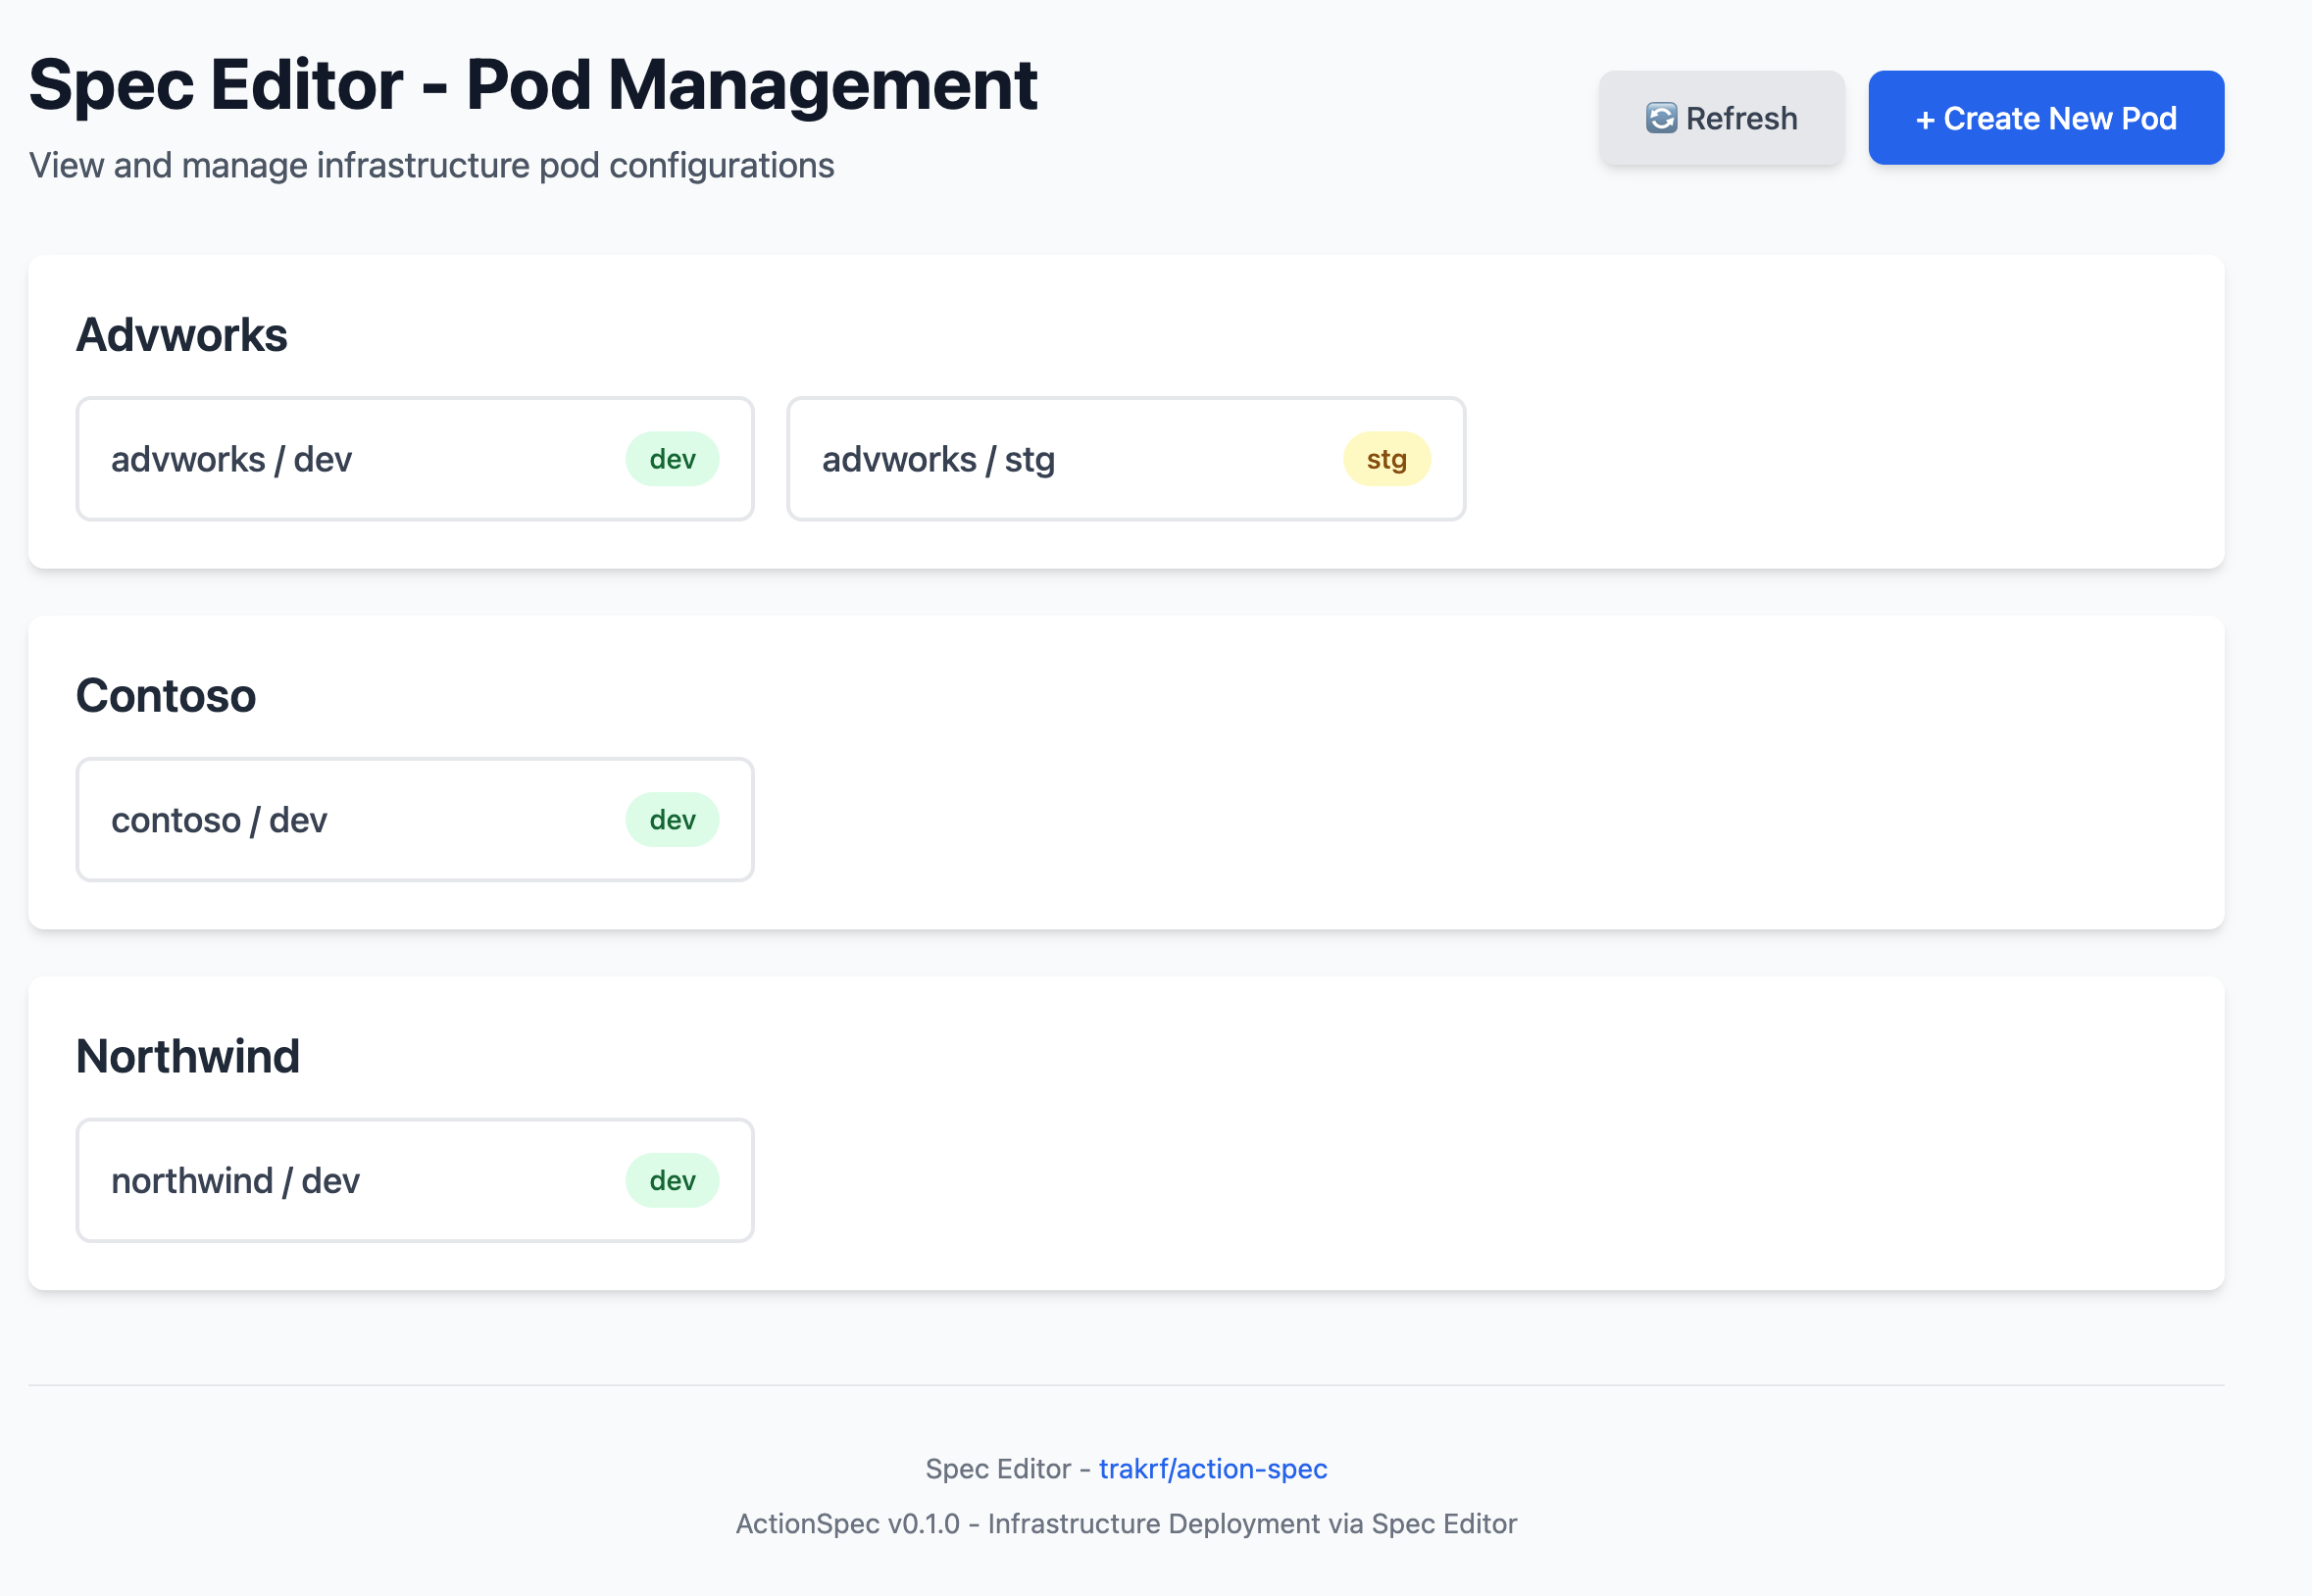 Spec Editor - Pod Management
View and manage infrastructure pod configurations
Refresh
+ Create New Pod
Advworks
advworks / dev
dev
advworks / stg
stg
Contoso
contoso / dev
dev
Northwind
northwind / dev
dev
Spec Editor - trakrf/action-spec
ActionSpec v0.1.0 - Infrastructure Deployment via Spec Editor